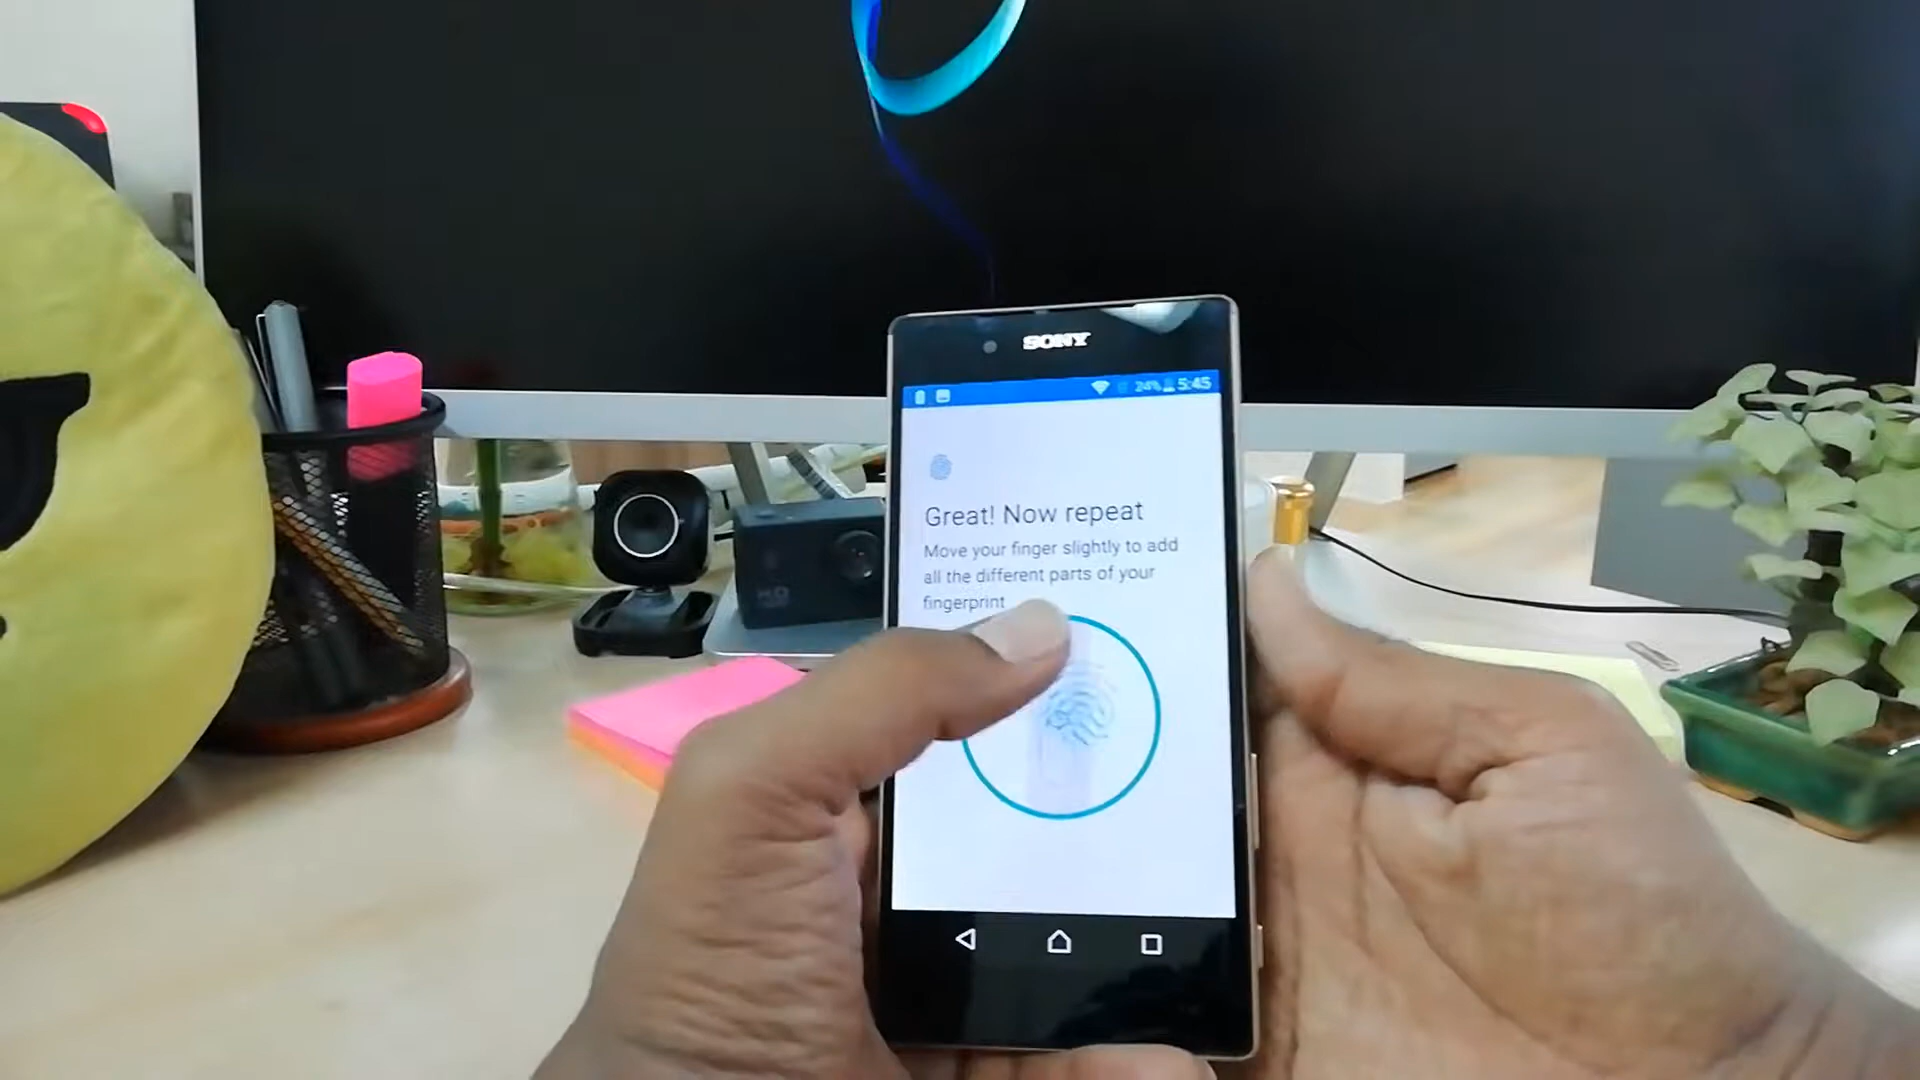 SONY
24% 5:45
Great! Now repeat
Move your finger slightly to add
all the different parts of your
fingerprint
HD